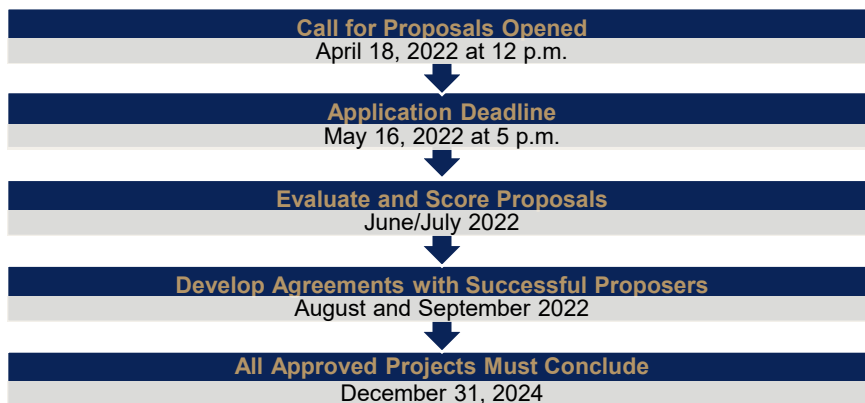 Call for Proposals Opened
April 18, 2022 at 12 p.m.
Application Deadline
May 16, 2022 at 5 p.m.
Evaluate and Score Proposals
June/July 2022
Develop Agreements with Successful Proposers
August and September 2022
All Approved Projects Must Conclude
December 31, 2024